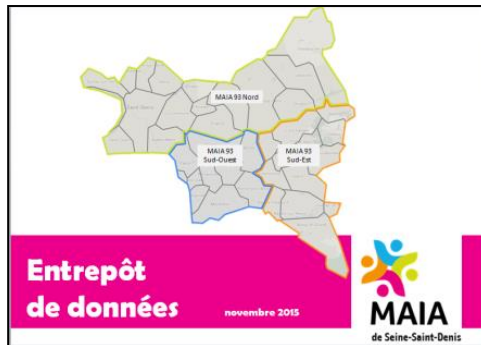 MAIA 93 Nord
MAIA 93
Sud-Ouest
MAIA 93
Sud-Est
Entrepôt
de données
novembre 2015
MAIA
de Seine-Saint-Denis